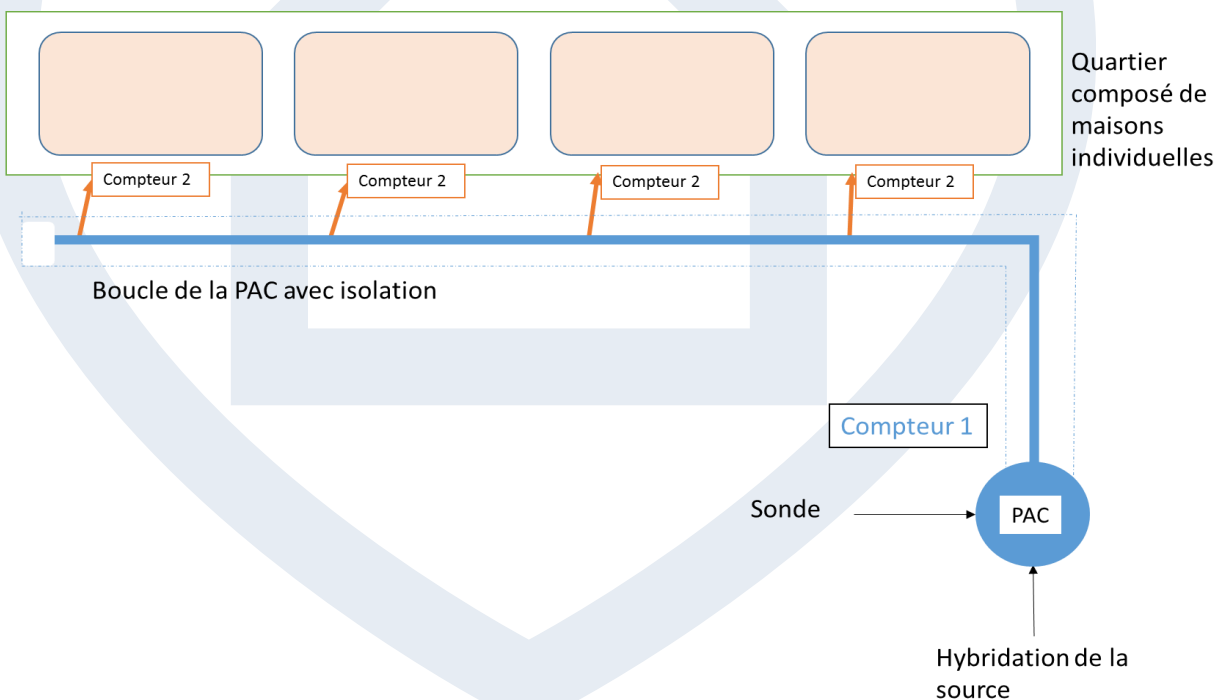 Quartier
composé de
maisons
individuelles
Compteur 2
Compteur 2
Compteur 2
Compteur 2
Boucle de la PAC avec isolation
Compteur 1
Sonde
PAC
Hybridation de la
source